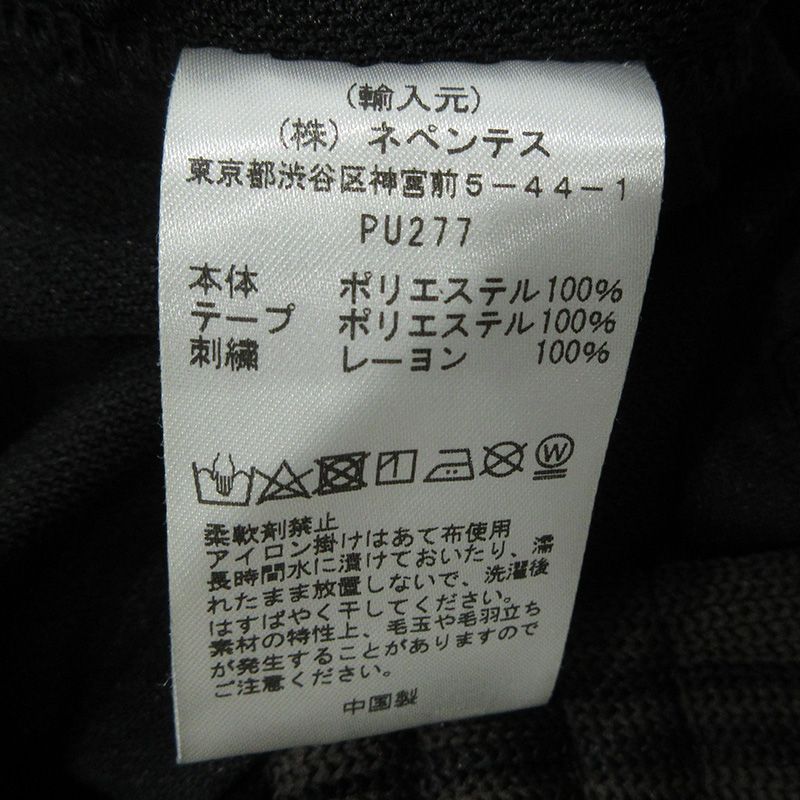 (輸入元)
(株) ネペンテス
東京都渋谷区神宮前5-44-1
PU277
本体 ポリエステル100%
テープ ポリエステル100%
刺繍 レーヨン 100%
W
柔軟剤禁止
アイロン掛けはあて布使用
長時間水に漬けておいたり、濡
れたまま放置しないで、洗濯後
はすばやく干してください。
素材の特性上、毛玉や毛羽立ち
が発生することがありますので
ご注意ください。
中国製